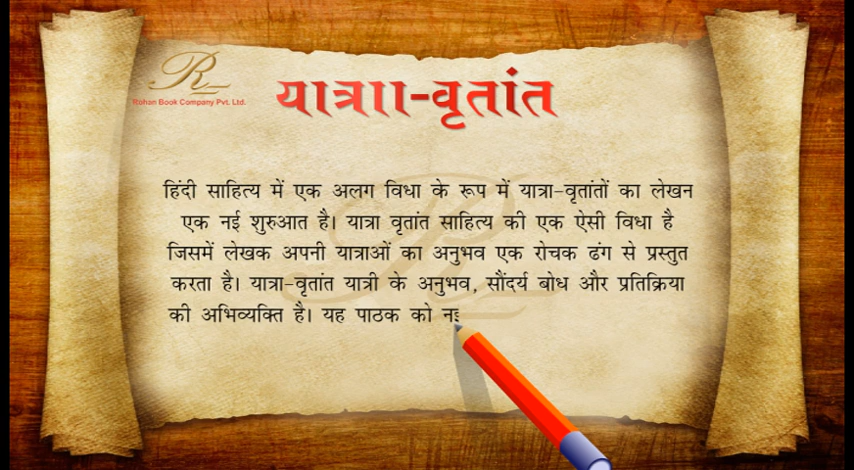 R
Rohan Book Company Pvt. Ltd.
यात्राा-वृतांत
हिंदी साहित्य में एक अलग विधा के रूप में यात्रा-वृतांतों का लेखन
एक नई शुरुआत है। यात्रा वृतांत साहित्य की एक ऐसी विधा है
जिसमें लेखक अपनी यात्राओं का अनुभव एक रोचक ढंग से प्रस्तुत
करता है। यात्रा-वृतांत यात्री के अनुभव, सौंदर्य बोध और प्रतिक्रिया
की अभिव्यक्ति है। यह पाठक को